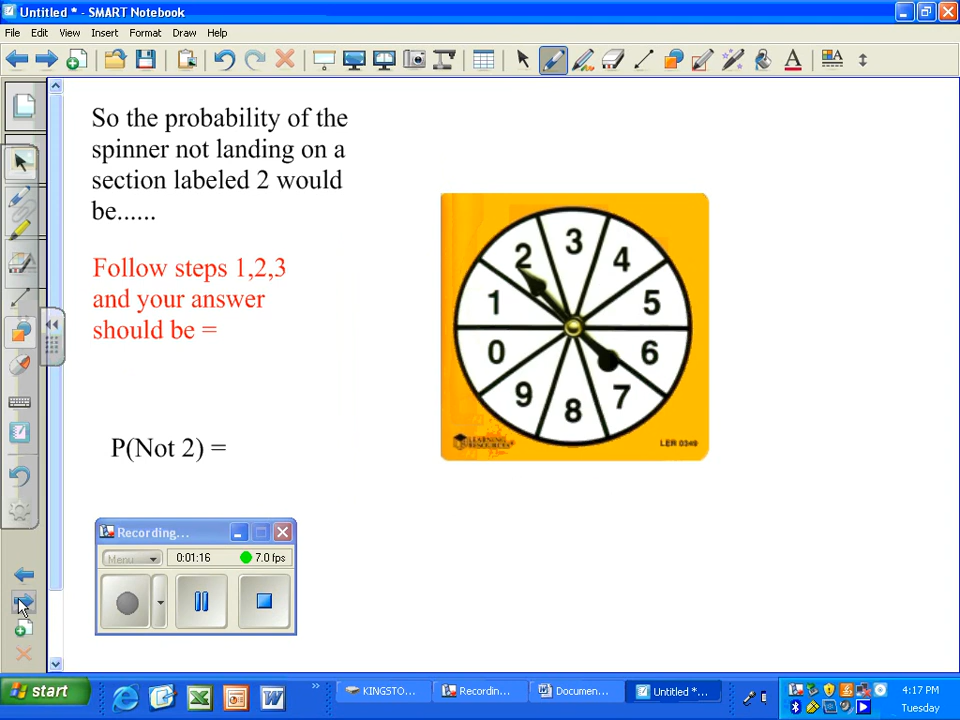 Untitled * - SMART Notebook
File Edit View Insert Format Draw Help
So the probability of the
spinner not landing on a
section labeled 2 would
be......
Follow steps 1,2,3
and your answer
should be =
P(Not 2) =
2 3 4
1 5
0 6
9 8 7
LEARNING
RESOURCES
LER 0349
Recording...
Menu 0:01:16 7.0 fps
start
KINGSTO...
Recordin...
Documen...
Untitled *...
4:17 PM
Tuesday